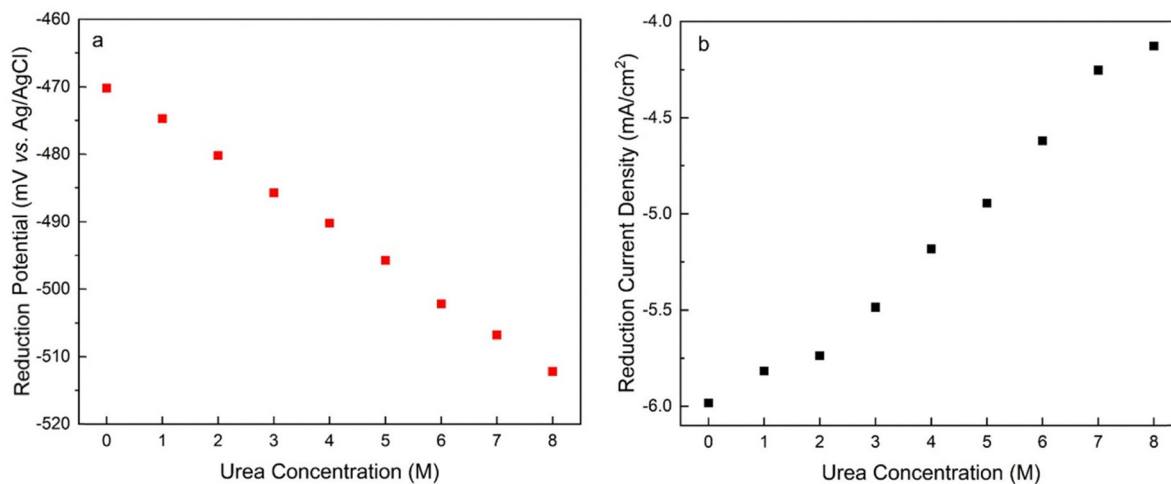 a
Reduction Potential (mV vs. Ag/AgCl)
-460
-470
-480
-490
-500
-510
-520
0 1 2 3 4 5 6 7 8
Urea Concentration (M)
b
Reduction Current Density (mA/cm²)
-4.0
-4.5
-5.0
-5.5
-6.0
0 1 2 3 4 5 6 7 8
Urea Concentration (M)